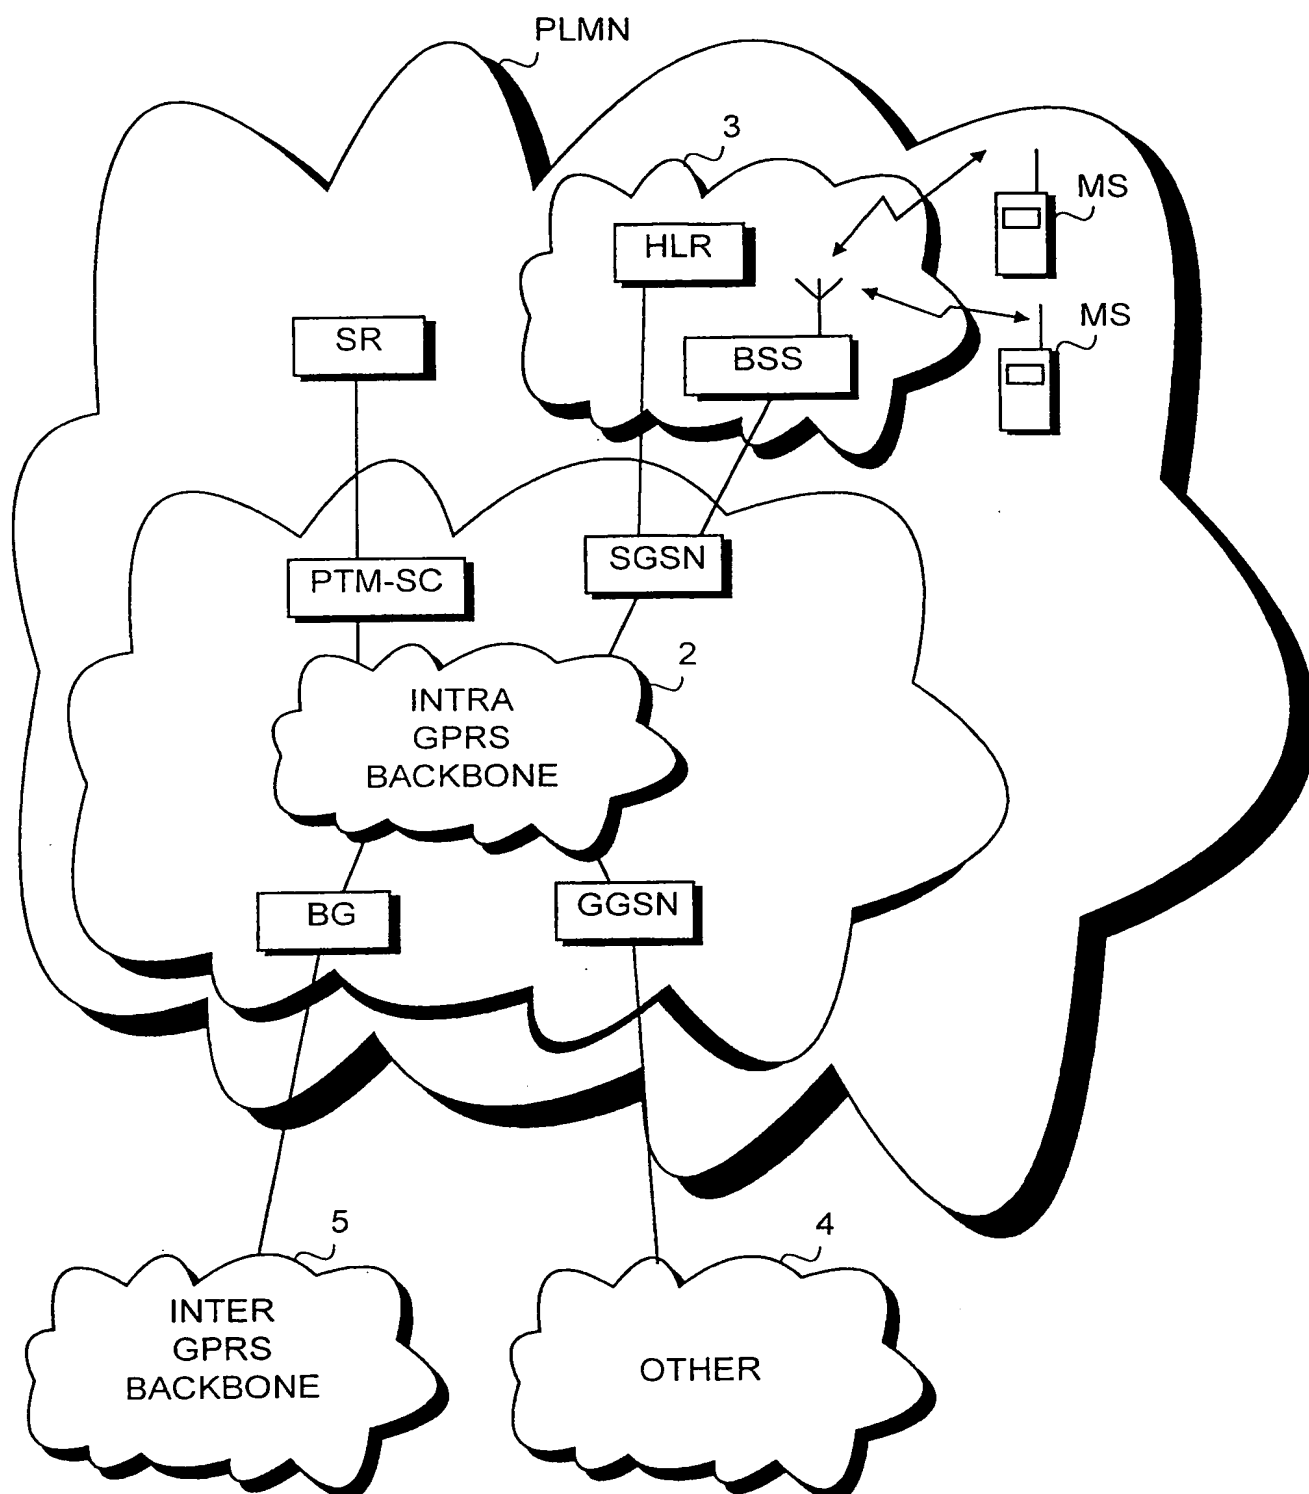 PLMN
3
MS
HLR
MS
SR
BSS
PTM-SC
SGSN
2
INTRA
GPRS
BACKBONE
BG
GGSN
5
4
INTER
GPRS
BACKBONE
OTHER